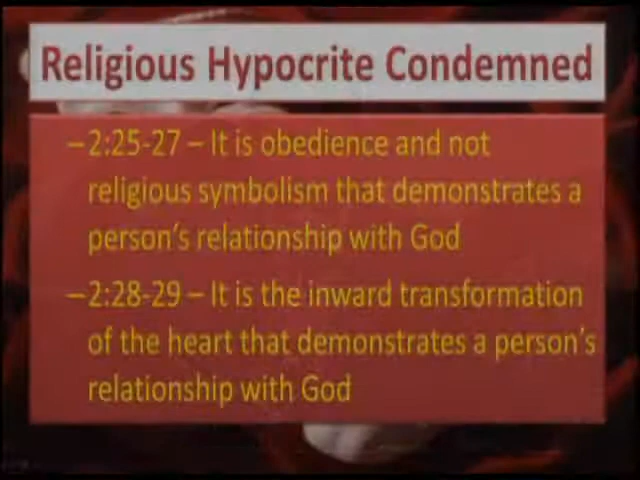 Religious Hypocrite Condemned
–2:25-27 – It is obedience and not
religious symbolism that demonstrates a
person's relationship with God
–2:28-29 – It is the inward transformation
of the heart that demonstrates a person's
relationship with God